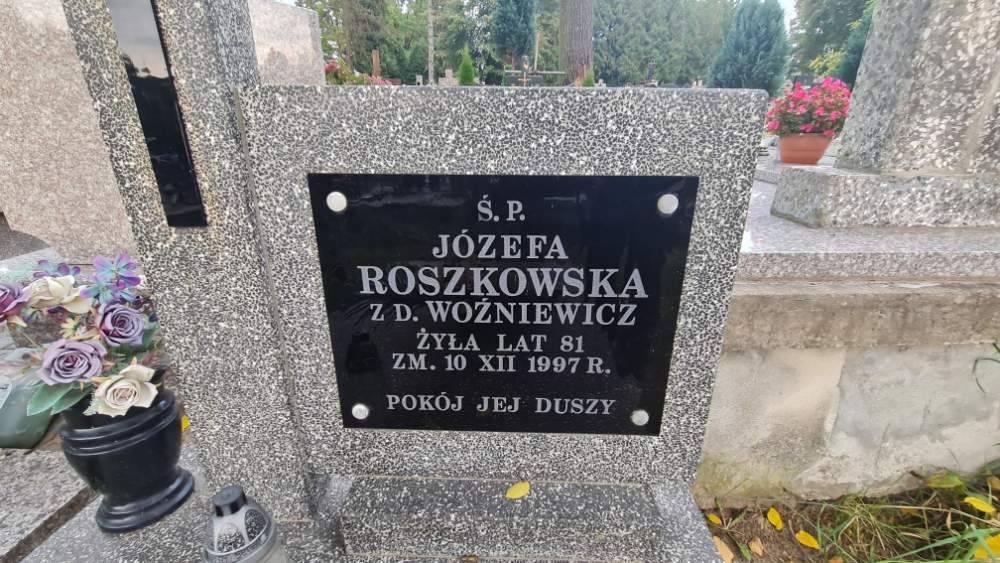 Ś. P.
JÓZEFA
ROSZKOWSKA
Z D. WOŹNIEWICZ
ŻYŁA LAT 81
ZM. 10 XII 1997 R.
POKÓJ JEJ DUSZY